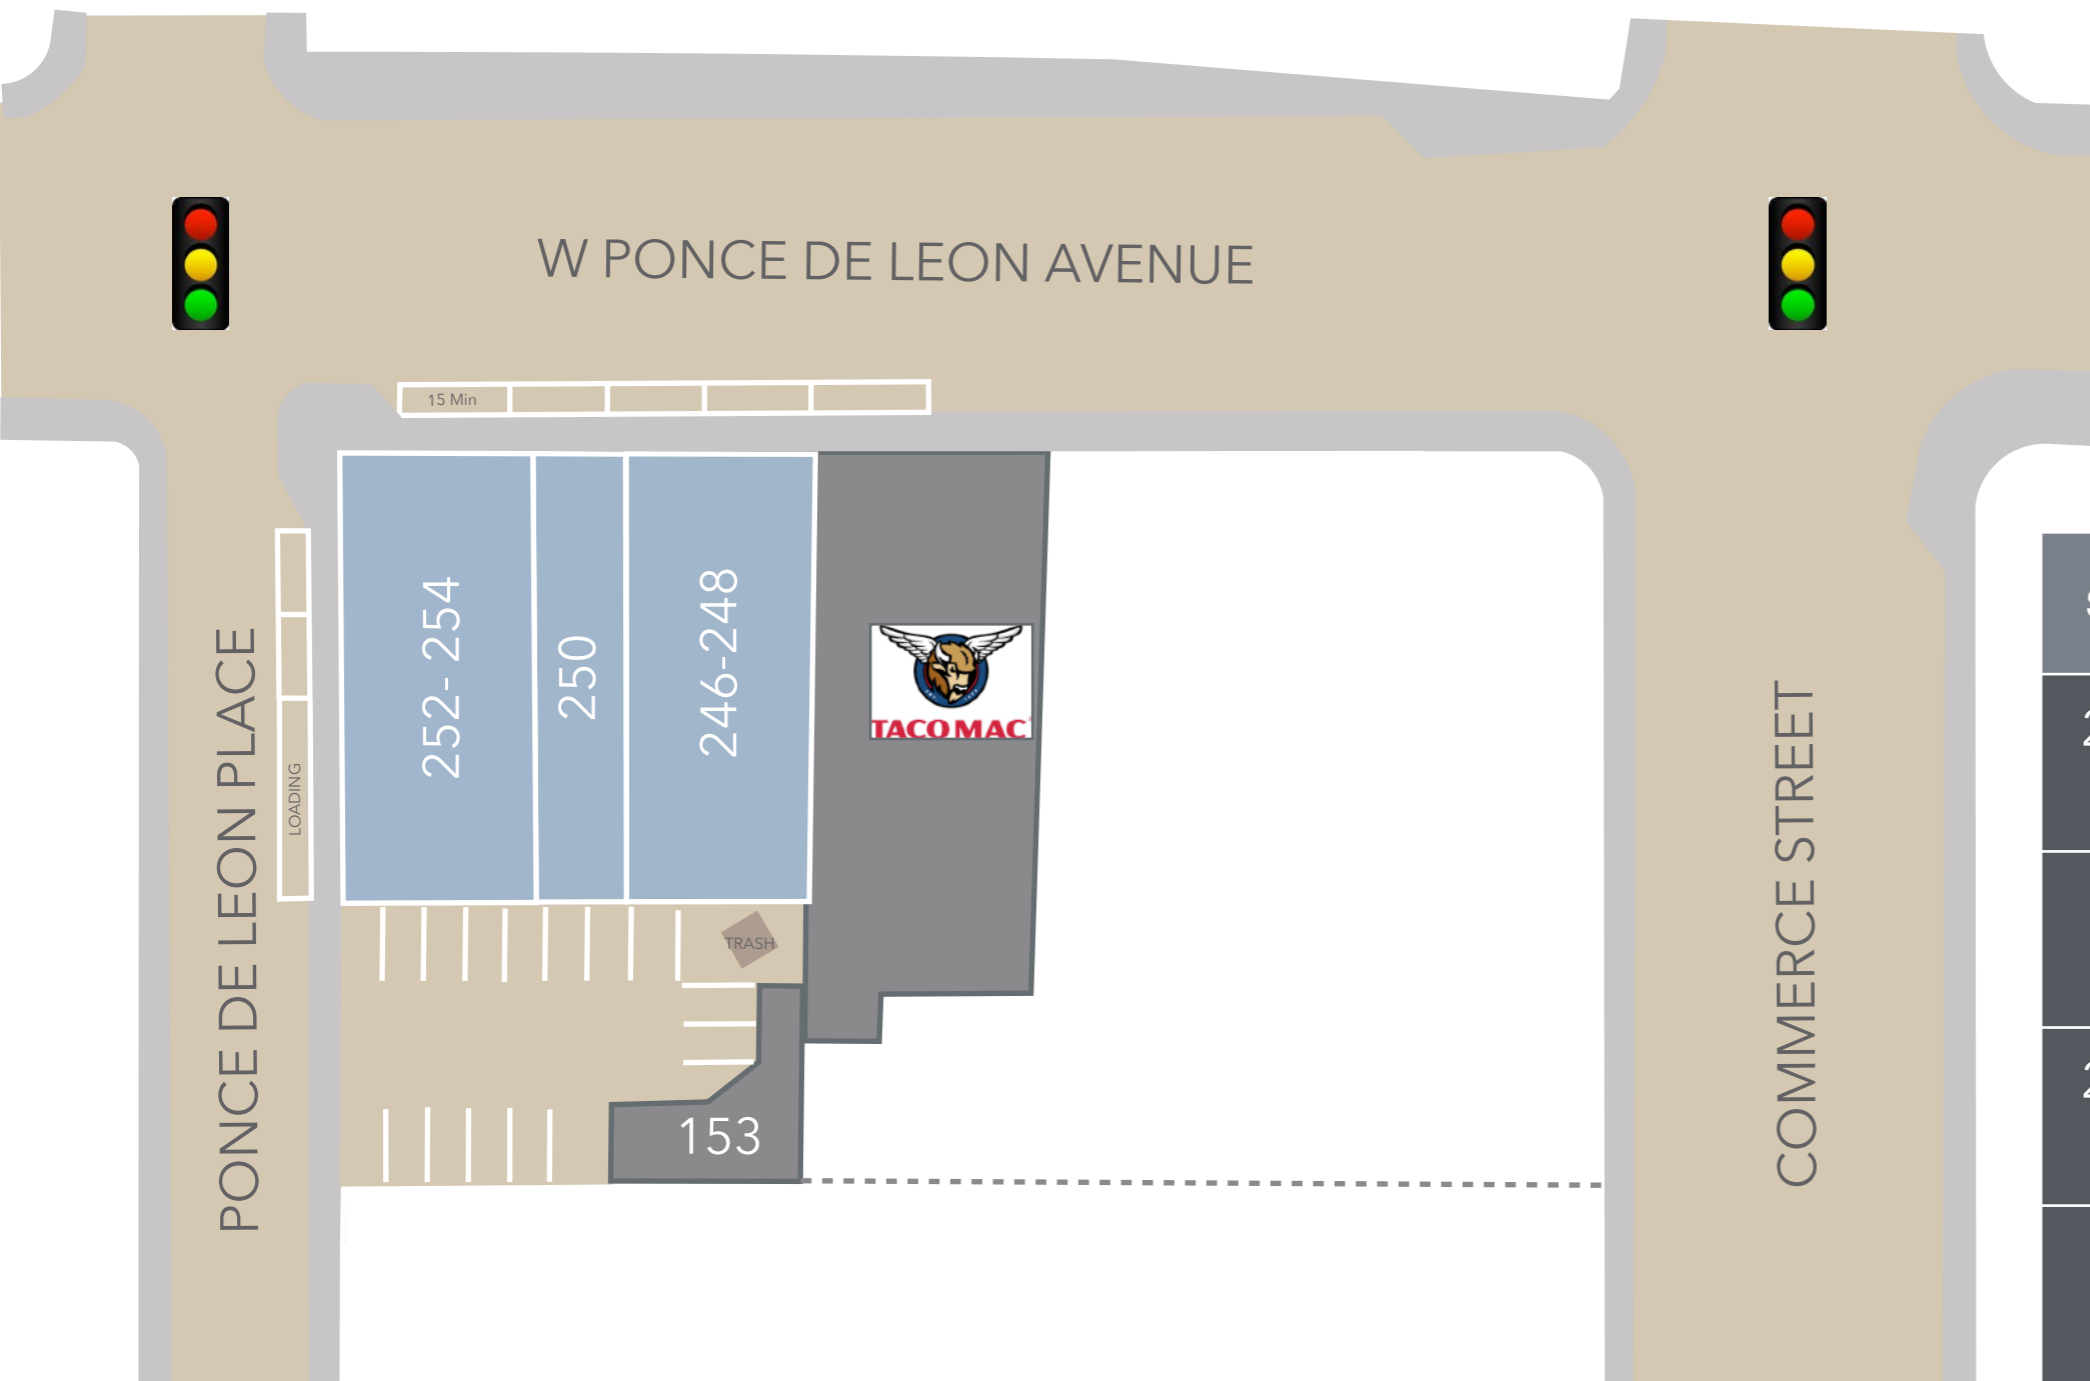 W PONCE DE LEON AVENUE
15 Min
252- 254
250
246-248
TACO MAC
LOADING
PONCE DE LEON PLACE
COMMERCE STREET
TRASH
153